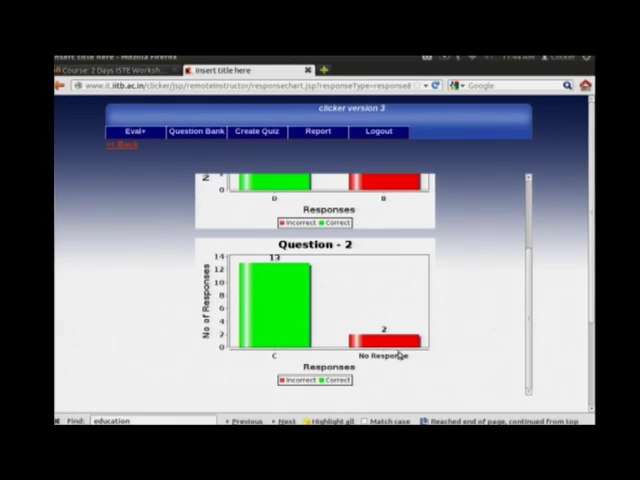 insert title here - Mozilla Firefox
Course: 2 Days ISTE Worksh...
Insert title here
www.it.iitb.ac.in/clicker/jsp/remoteInstructor/responsechart.jsp?responseType=response
Google
clicker version 3
Eval+ Question Bank Create Quiz Report Logout
<< Back
0
D B
Responses
Incorrect Correct
Question - 2
No of Responses
14
12
10
8
6
4
2
0
13
2
C No Response
Responses
Incorrect Correct
Find: education Previous Next Highlight all Match case Reached end of page, continued from top